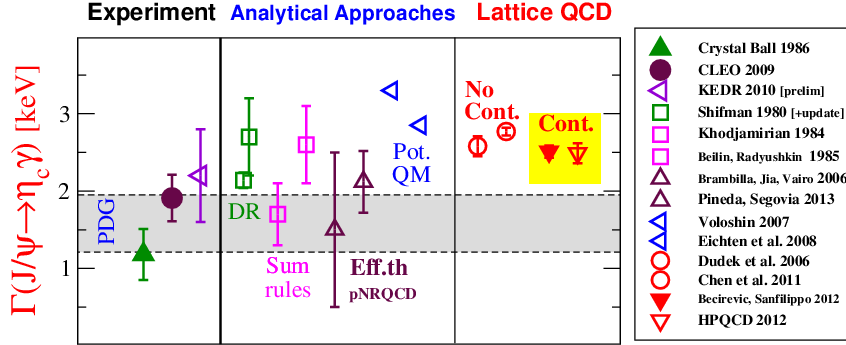 Experiment
Analytical Approaches
Lattice QCD
Γ(J/ψ→η_cγ) [keV]
3
2
1
PDG
DR
Sum
rules
Eff.th
pNRQCD
Pot.
QM
No
Cont.
Cont.
Crystal Ball 1986
CLEO 2009
KEDR 2010 [prelim]
Shifman 1980 [+update]
Khodjamirian 1984
Beilin, Radyushkin 1985
Brambilla, Jia, Vairo 2006
Pineda, Segovia 2013
Voloshin 2007
Eichten et al. 2008
Dudek et al. 2006
Chen et al. 2011
Becirevic, Sanfilippo 2012
HPQCD 2012